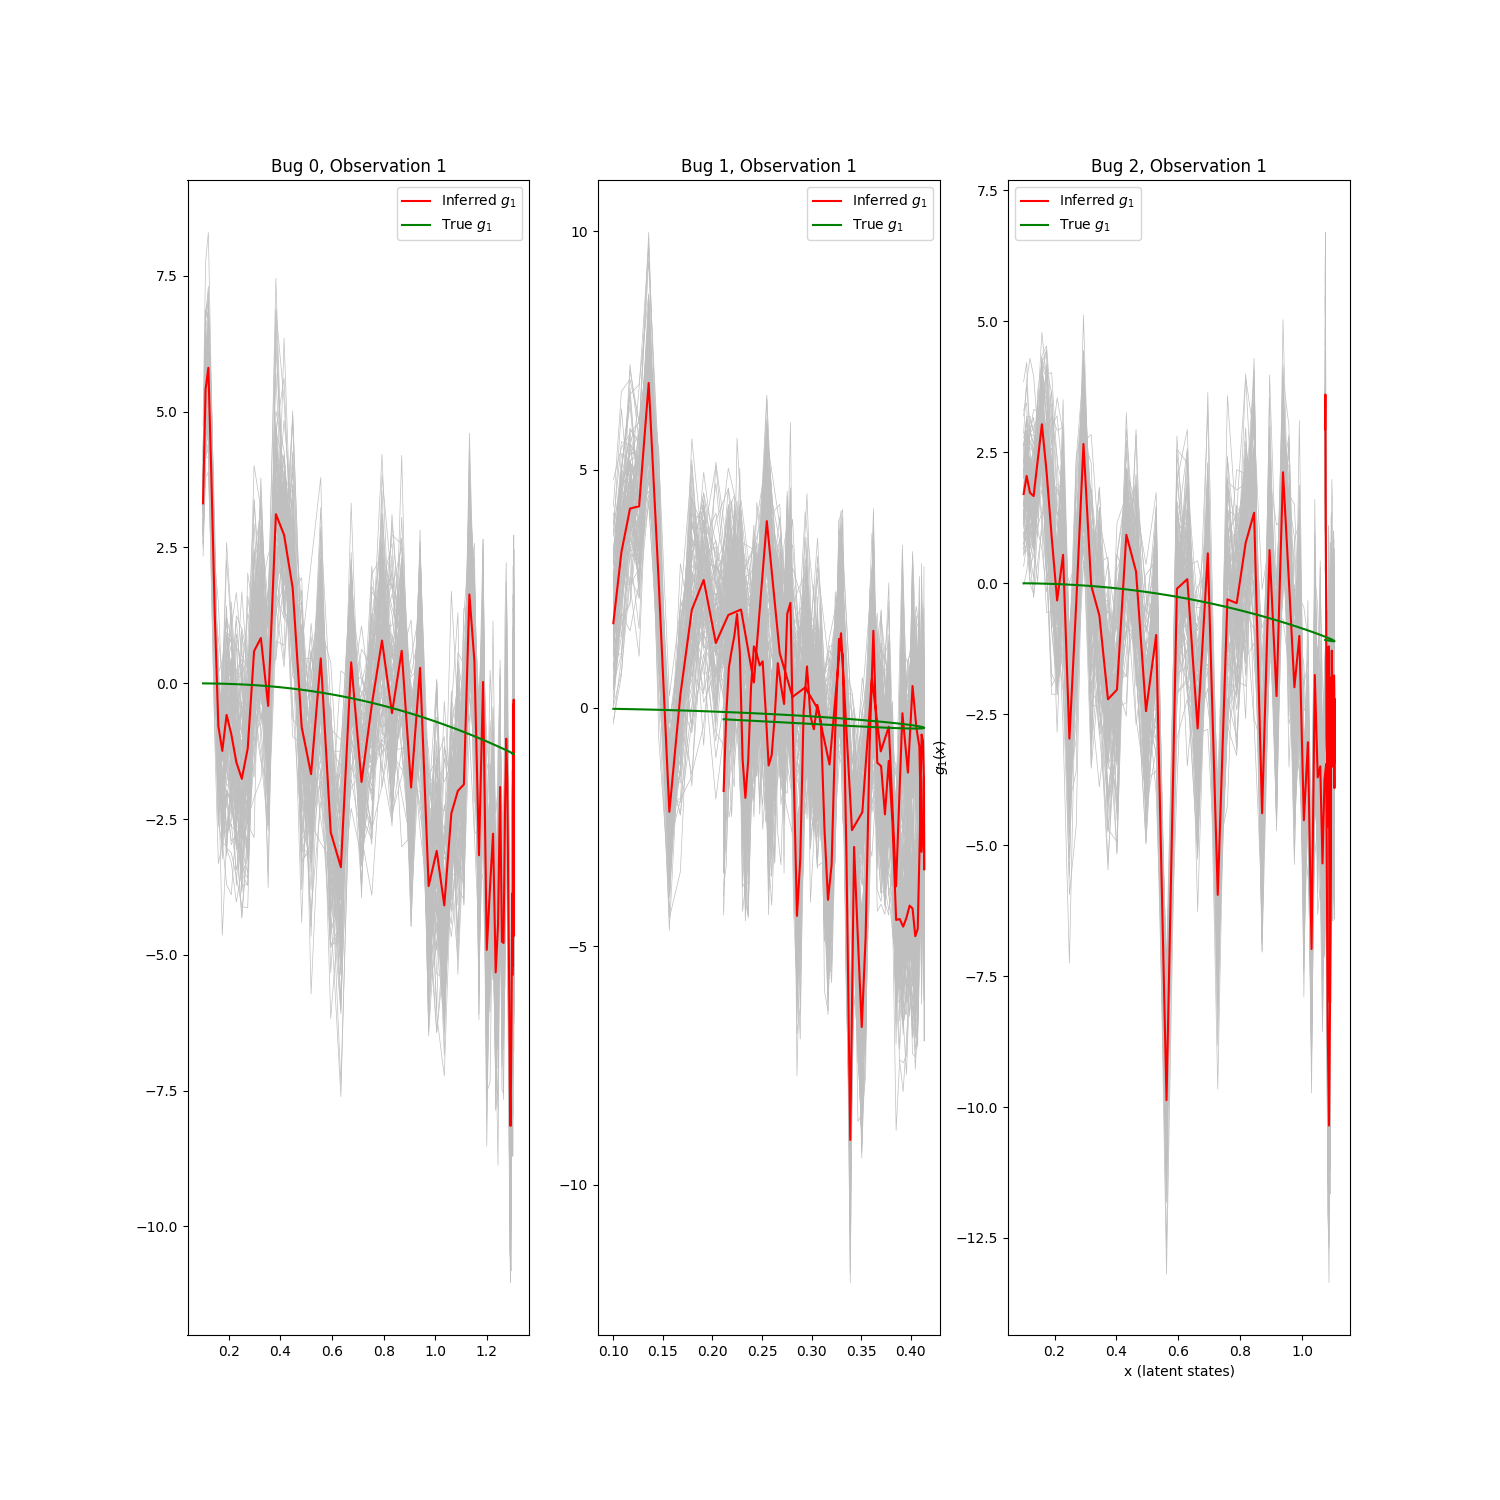 Bug 0, Observation 1
Inferred g₁
True g₁
7.5
5.0
2.5
0.0
−2.5
−5.0
−7.5
−10.0
0.2 0.4 0.6 0.8 1.0 1.2
Bug 1, Observation 1
Inferred g₁
True g₁
10
5
0
−5
−10
0.10 0.15 0.20 0.25 0.30 0.35 0.40
Bug 2, Observation 1
Inferred g₁
True g₁
g₁(x)
7.5
5.0
2.5
0.0
−2.5
−5.0
−7.5
−10.0
−12.5
0.2 0.4 0.6 0.8 1.0
x (latent states)